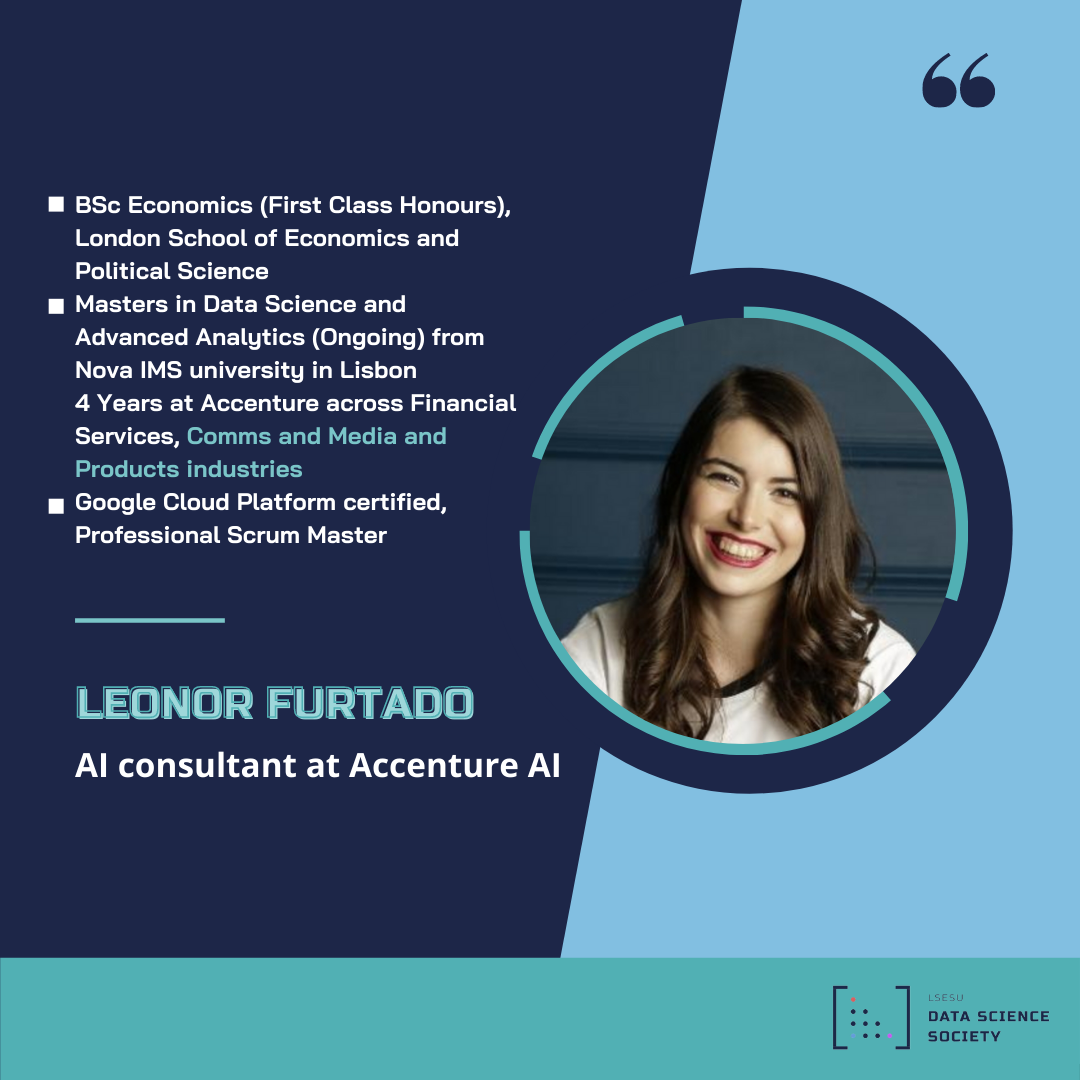 BSc Economics (First Class Honours),
London School of Economics and
Political Science
Masters in Data Science and
Advanced Analytics (Ongoing) from
Nova IMS university in Lisbon
4 Years at Accenture across Financial
Services, Comms and Media and
Products industries
Google Cloud Platform certified,
Professional Scrum Master
LEONOR FURTADO
AI consultant at Accenture AI
LSESU
DATA SCIENCE
SOCIETY